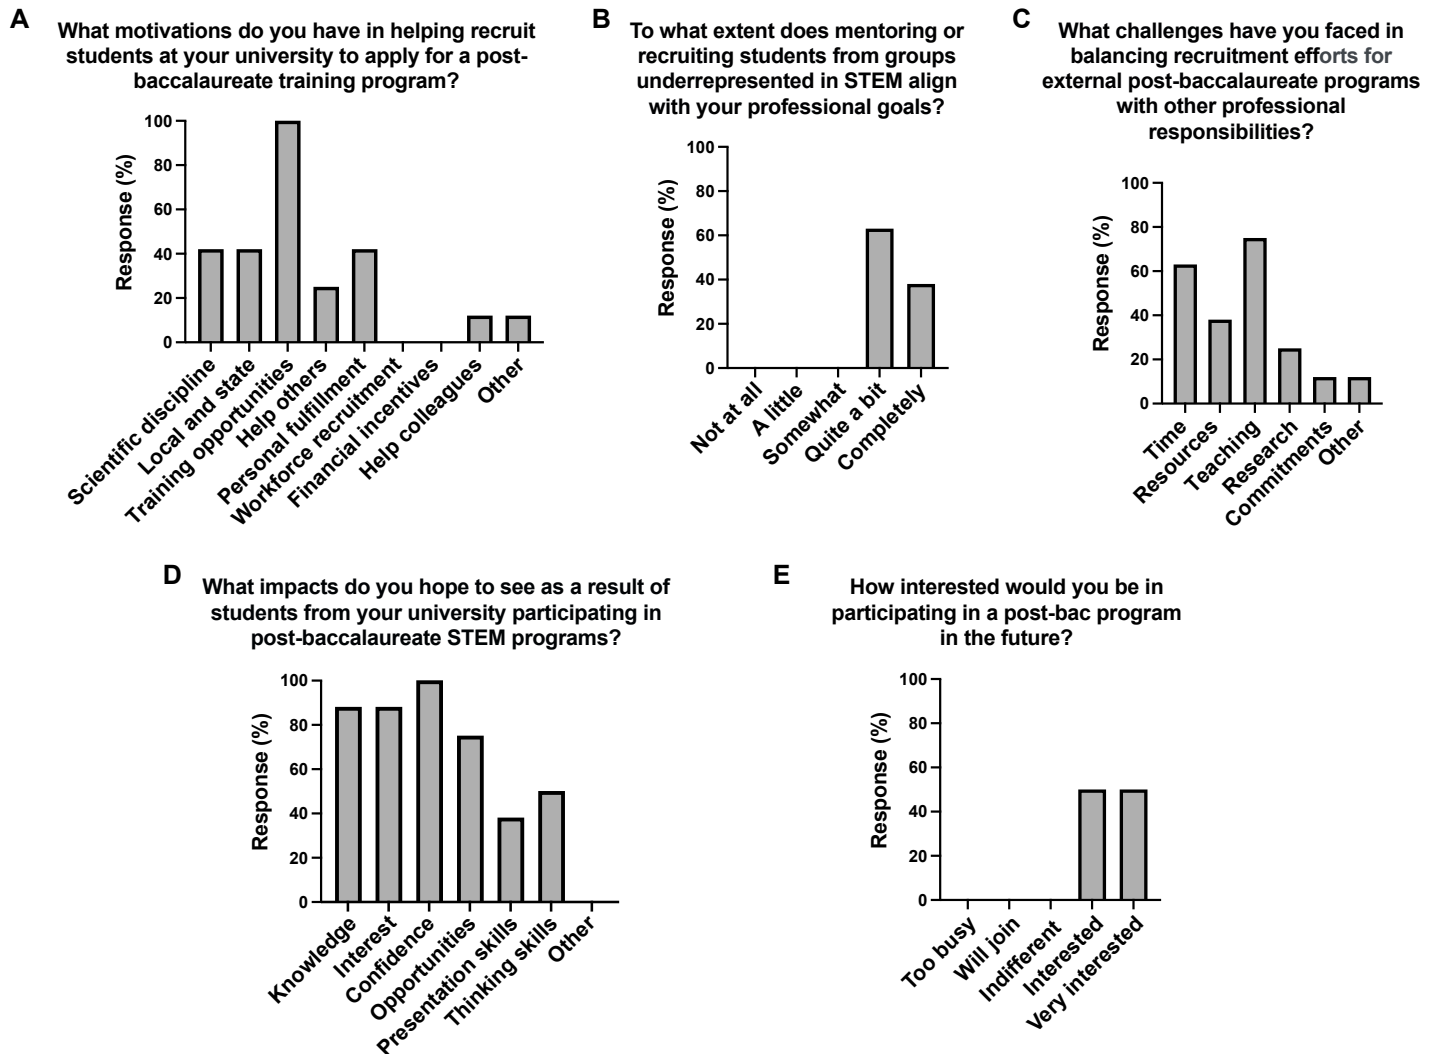 A
What motivations do you have in helping recruit
students at your university to apply for a post-
baccalaureate training program?
Response (%)
100
80
60
40
20
0
Scientific discipline
Local and state
Training opportunities
Help others
Personal fulfillment
Workforce recruitment
Financial incentives
Help colleagues
Other
B
To what extent does mentoring or
recruiting students from groups
underrepresented in STEM align
with your professional goals?
Response (%)
100
80
60
40
20
0
Not at all
A little
Somewhat
Quite a bit
Completely
C
What challenges have you faced in
balancing recruitment efforts for
external post-baccalaureate programs
with other professional
responsibilities?
Response (%)
100
80
60
40
20
0
Time
Resources
Teaching
Research
Commitments
Other
D
What impacts do you hope to see as a result of
students from your university participating in
post-baccalaureate STEM programs?
Response (%)
100
80
60
40
20
0
Knowledge
Interest
Confidence
Opportunities
Presentation skills
Thinking skills
Other
E
How interested would you be in
participating in a post-bac program
in the future?
Response (%)
100
80
60
40
20
0
Too busy
Will join
Indifferent
Interested
Very interested